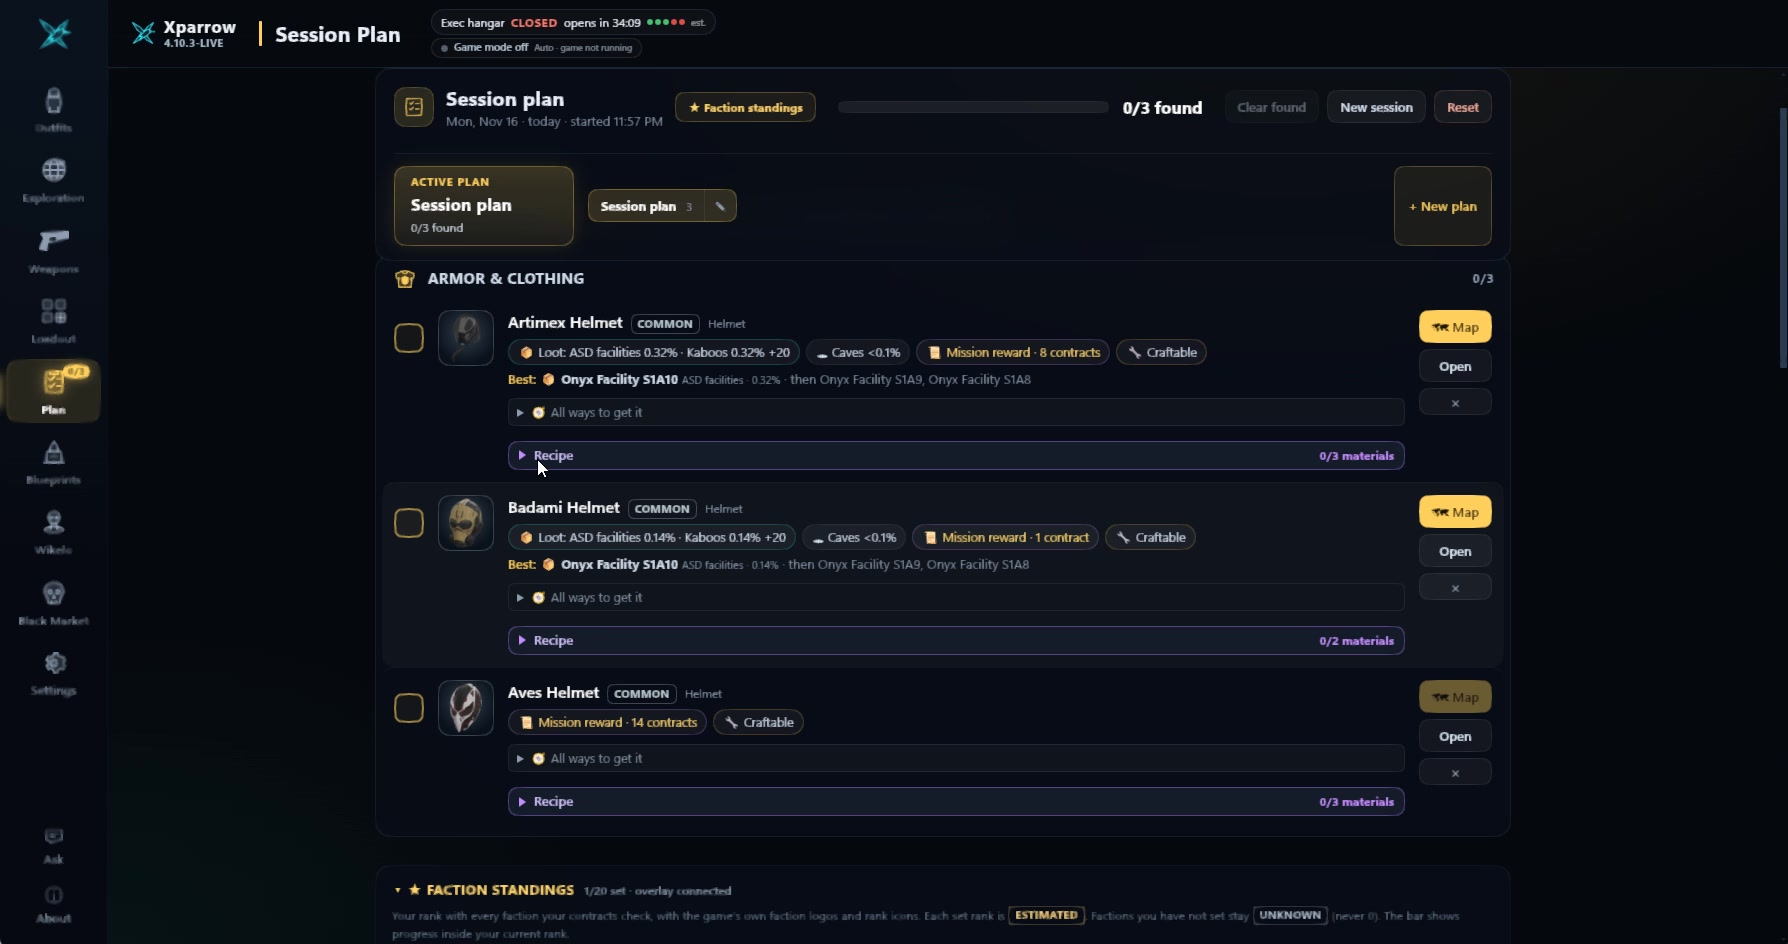 Xparrow
4.10.3-LIVE
Session Plan
Exec hangar CLOSED opens in 34:09 est.
Game mode off Auto · game not running
Outfits
Exploration
Weapons
Loadout
0/3
Plan
Blueprints
Wikelo
Black Market
Settings
Ask
About
Session plan
Mon, Nov 16 · today · started 11:57 PM
★ Faction standings
0/3 found
Clear found
New session
Reset
ACTIVE PLAN
Session plan
0/3 found
Session plan 3
+ New plan
ARMOR & CLOTHING
0/3
Artimex Helmet COMMON Helmet
Loot: ASD facilities 0.32% · Kaboos 0.32% +20
Caves <0.1%
Mission reward · 8 contracts
Craftable
Best: Onyx Facility S1A10 ASD facilities · 0.32% · then Onyx Facility S1A9, Onyx Facility S1A8
▶ All ways to get it
▶ Recipe 0/3 materials
Map
Open
×
Badami Helmet COMMON Helmet
Loot: ASD facilities 0.14% · Kaboos 0.14% +20
Caves <0.1%
Mission reward · 1 contract
Craftable
Best: Onyx Facility S1A10 ASD facilities · 0.14% · then Onyx Facility S1A9, Onyx Facility S1A8
▶ All ways to get it
▶ Recipe 0/2 materials
Map
Open
×
Aves Helmet COMMON Helmet
Mission reward · 14 contracts
Craftable
▶ All ways to get it
▶ Recipe 0/3 materials
Map
Open
×
▼ ★ FACTION STANDINGS 1/20 set · overlay connected
Your rank with every faction your contracts check, with the game's own faction logos and rank icons. Each set rank is ESTIMATED. Factions you have not set stay UNKNOWN (never 0). The bar shows
progress inside your current rank.